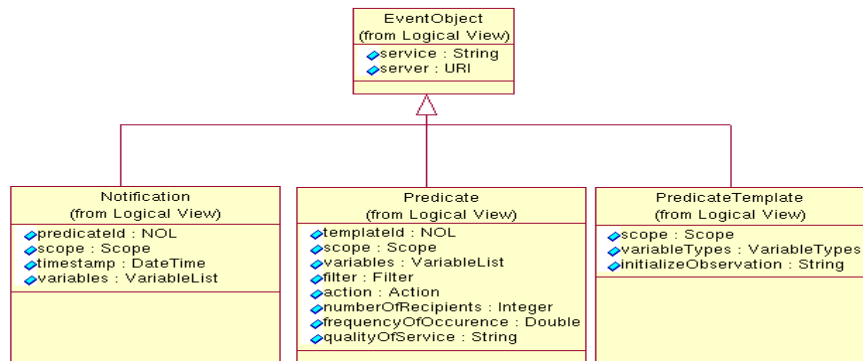 EventObject
(from Logical View)
service : String
server : URI
Notification
(from Logical View)
predicateId : NOL
scope : Scope
timestamp : DateTime
variables : VariableList
Predicate
(from Logical View)
templateId : NOL
scope : Scope
variables : VariableList
filter : Filter
action : Action
numberOfRecipients : Integer
frequencyOfOccurence : Double
qualityOfService : String
PredicateTemplate
(from Logical View)
scope : Scope
variableTypes : VariableTypes
initializeObservation : String